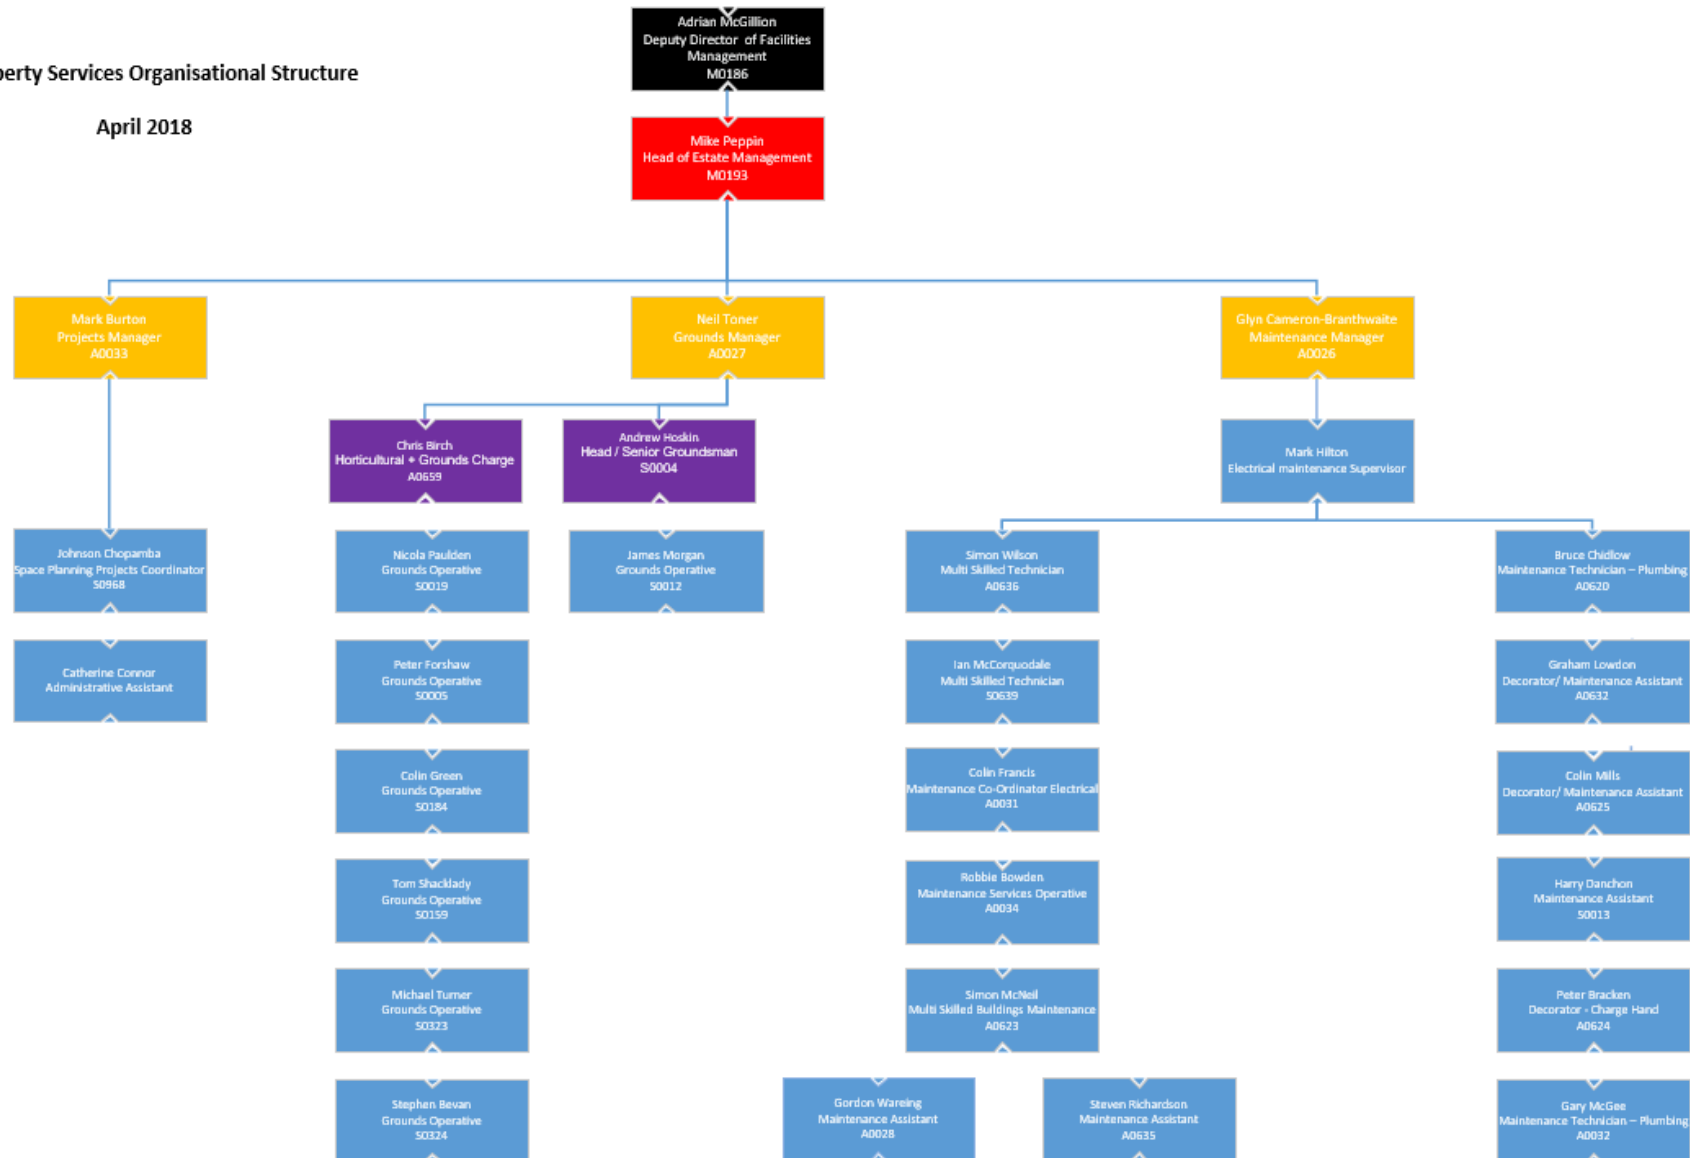 Adrian McGillion
Deputy Director of Facilities
Management
M0186
perty Services Organisational Structure
April 2018
Mike Peppin
Head of Estate Management
M0193
Mark Burton
Projects Manager
A0033
Neil Toner
Grounds Manager
A0027
Glyn Cameron-Branthwaite
Maintenance Manager
A0026
Chris Birch
Horticultural + Grounds Charge
A0659
Andrew Hoskin
Head / Senior Groundsman
S0004
Mark Hilton
Electrical maintenance Supervisor
Johnson Chopamba
Space Planning Projects Coordinator
S0968
Nicola Paulden
Grounds Operative
S0019
James Morgan
Grounds Operative
S0012
Simon Wilson
Multi Skilled Technician
A0636
Bruce Chidlow
Maintenance Technician – Plumbing
A0620
Catherine Connor
Administrative Assistant
Peter Forshaw
Grounds Operative
S0005
Ian McCorquodale
Multi Skilled Technician
S0639
Graham Lowdon
Decorator/ Maintenance Assistant
A0632
Colin Green
Grounds Operative
S0184
Colin Francis
Maintenance Co-Ordinator Electrical
A0031
Colin Mills
Decorator/ Maintenance Assistant
A0625
Tom Shacklady
Grounds Operative
S0159
Robbie Bowden
Maintenance Services Operative
A0034
Harry Danchon
Maintenance Assistant
S0013
Michael Turner
Grounds Operative
S0323
Simon McNeil
Multi Skilled Buildings Maintenance
A0623
Peter Bracken
Decorator - Charge Hand
A0624
Stephen Bevan
Grounds Operative
S0324
Gordon Wareing
Maintenance Assistant
A0028
Steven Richardson
Maintenance Assistant
A0635
Gary McGee
Maintenance Technician – Plumbing
A0032